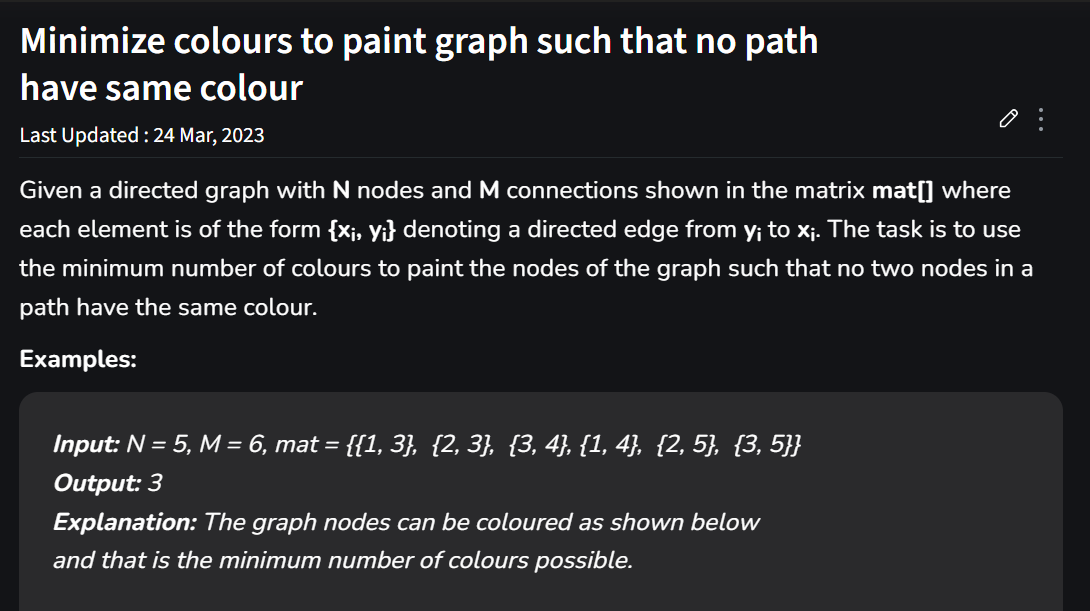 Minimize colours to paint graph such that no path
have same colour
Last Updated : 24 Mar, 2023
Given a directed graph with N nodes and M connections shown in the matrix mat[] where
each element is of the form {xᵢ, yᵢ} denoting a directed edge from yᵢ to xᵢ. The task is to use
the minimum number of colours to paint the nodes of the graph such that no two nodes in a
path have the same colour.
Examples:
Input: N = 5, M = 6, mat = {{1, 3}, {2, 3}, {3, 4}, {1, 4}, {2, 5}, {3, 5}}
Output: 3
Explanation: The graph nodes can be coloured as shown below
and that is the minimum number of colours possible.